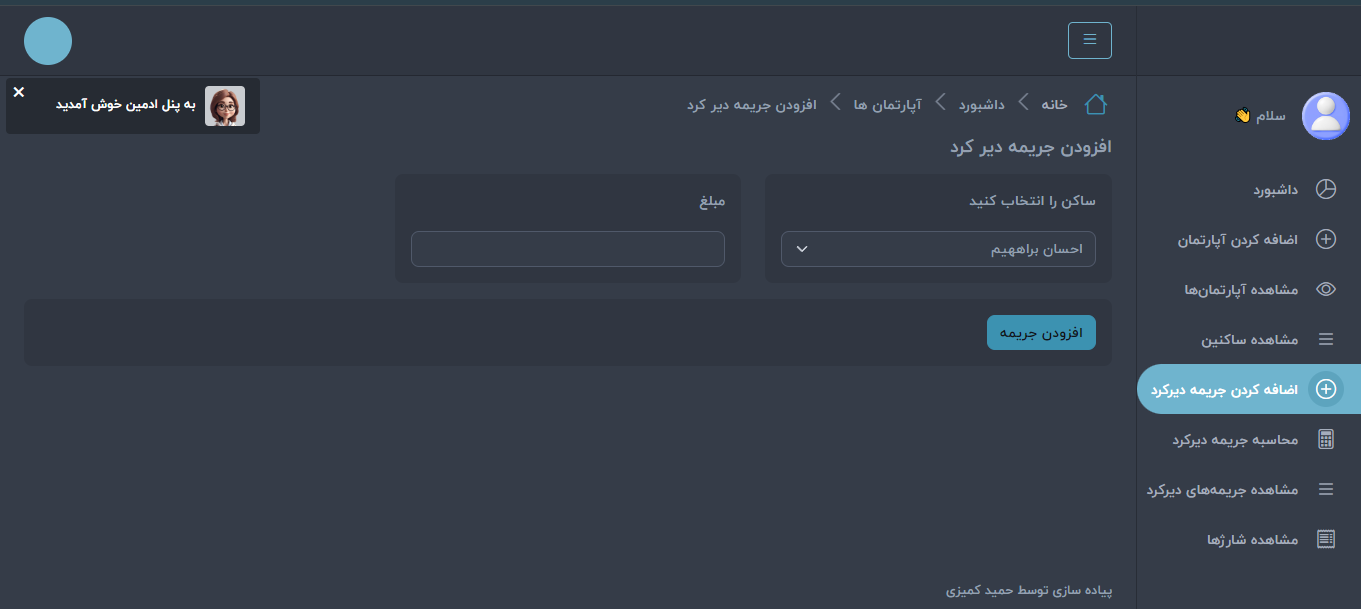 به پنل ادمین خوش آمدید
سلام 👋
داشبورد
اضافه کردن آپارتمان
مشاهده آپارتمان‌ها
مشاهده ساکنین
اضافه کردن جریمه دیرکرد
محاسبه جریمه دیرکرد
مشاهده جریمه‌های دیرکرد
مشاهده شارژها
خانه داشبورد آپارتمان ها افزودن جریمه دیر کرد
افزودن جریمه دیر کرد
ساکن را انتخاب کنید
احسان براههیم
مبلغ
افزودن جریمه
پیاده سازی توسط حمید کمیزی